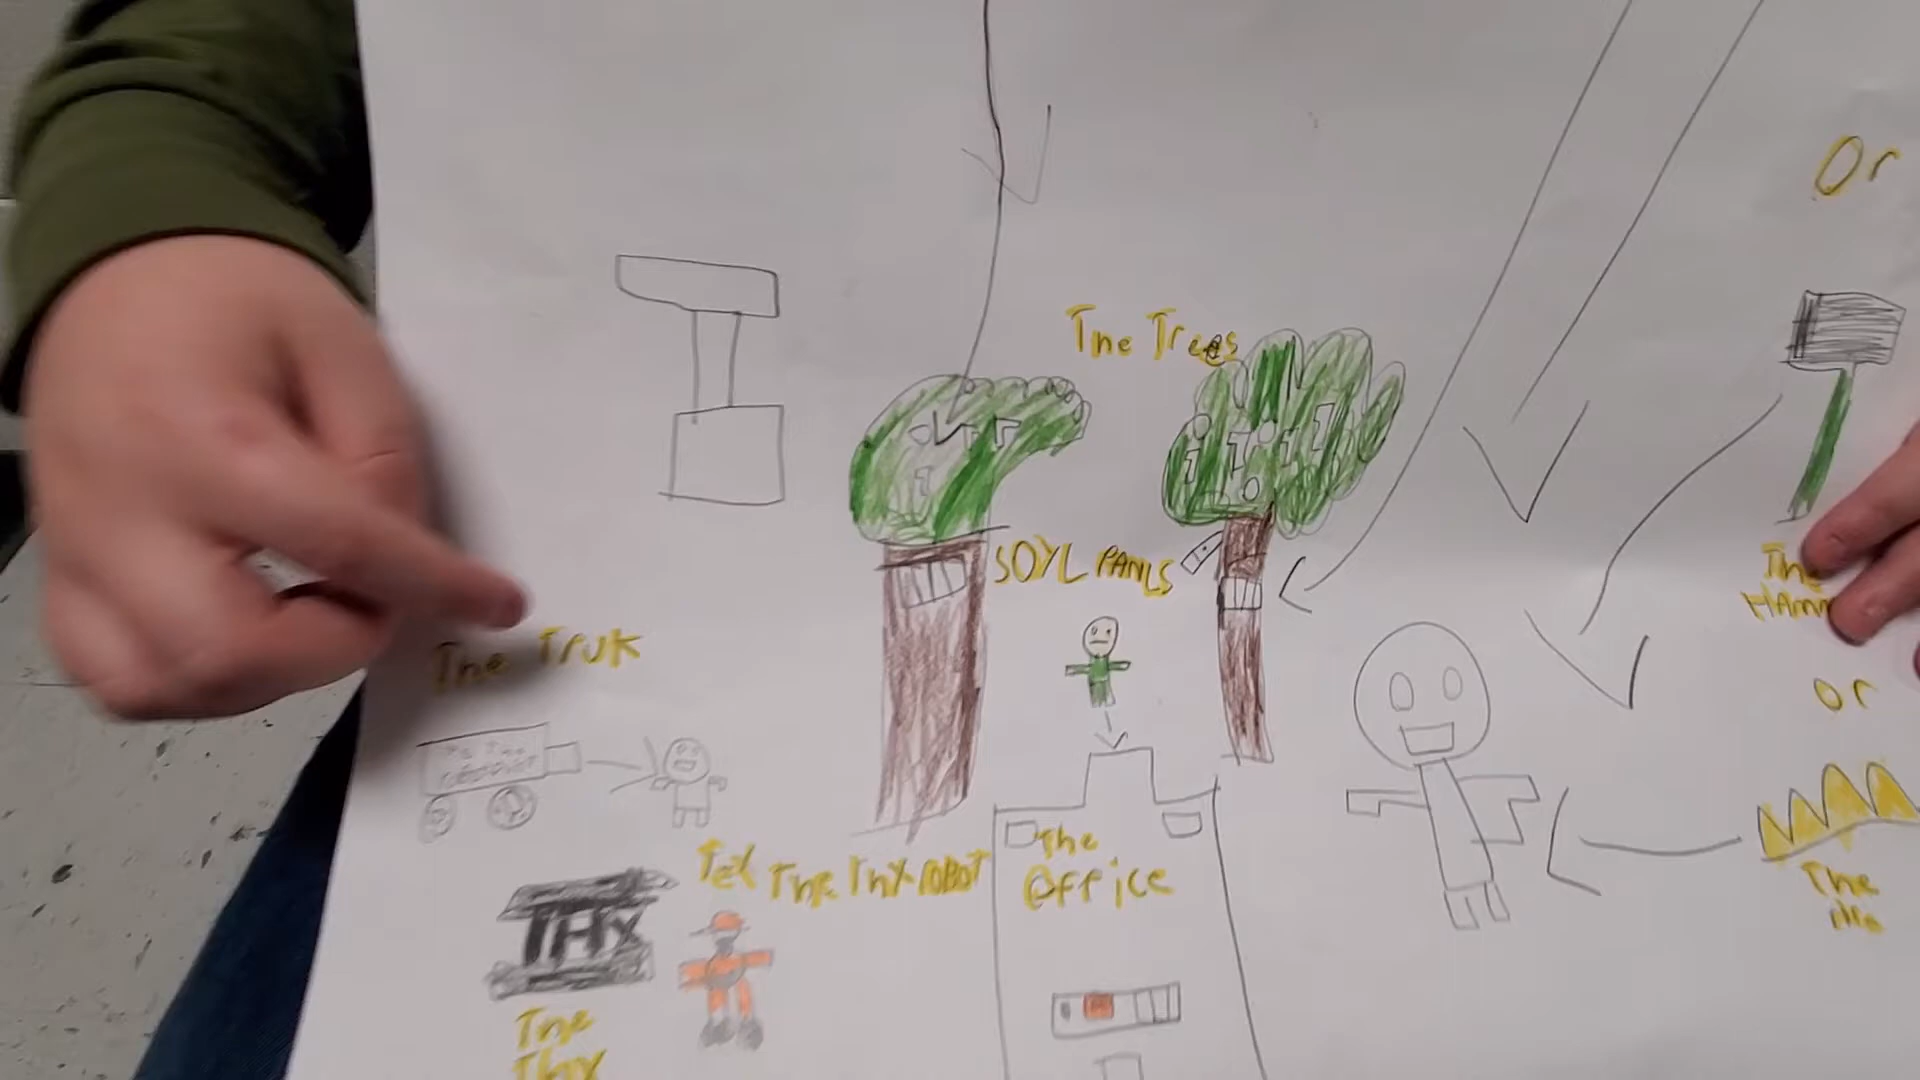 Or
The Trees
SOYL PANLS
The
HAMM
The Truk
or
The
TEX The Thx ROBOT
the
office
The
THX
The
Thx